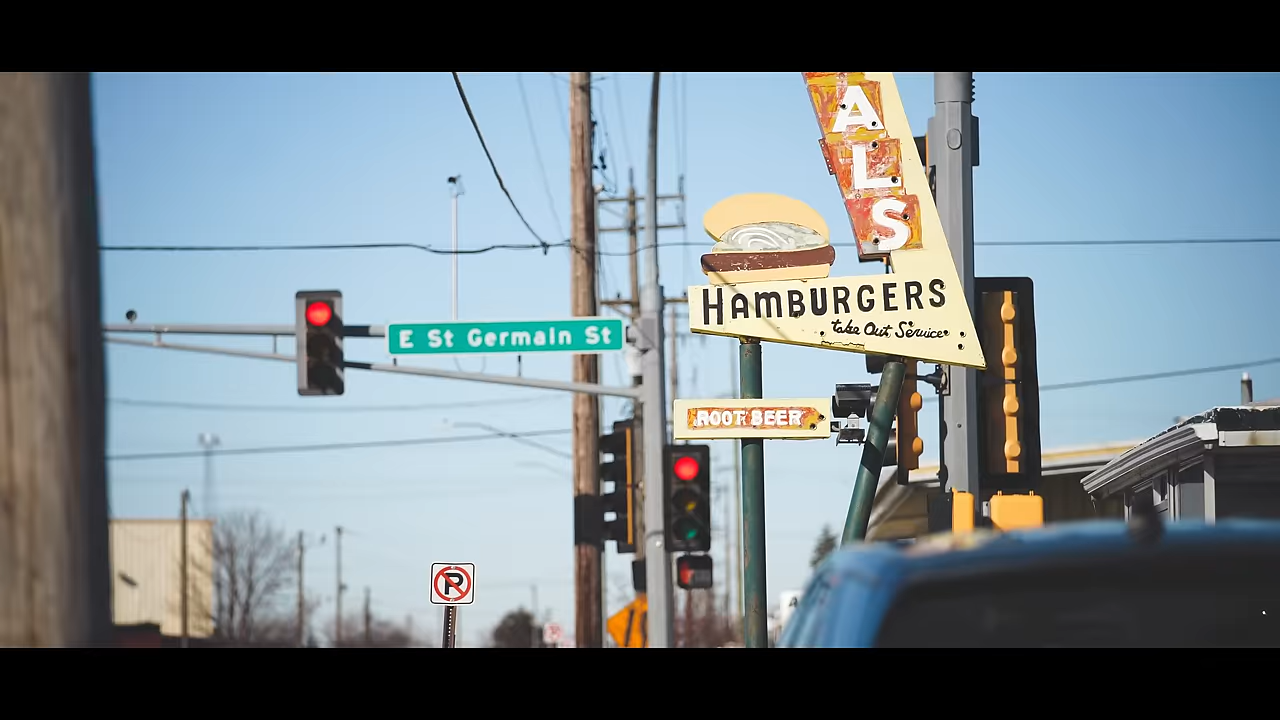 ALS
HAMBURGERS
Take Out Service
E St Germain St
ROOT BEER
P